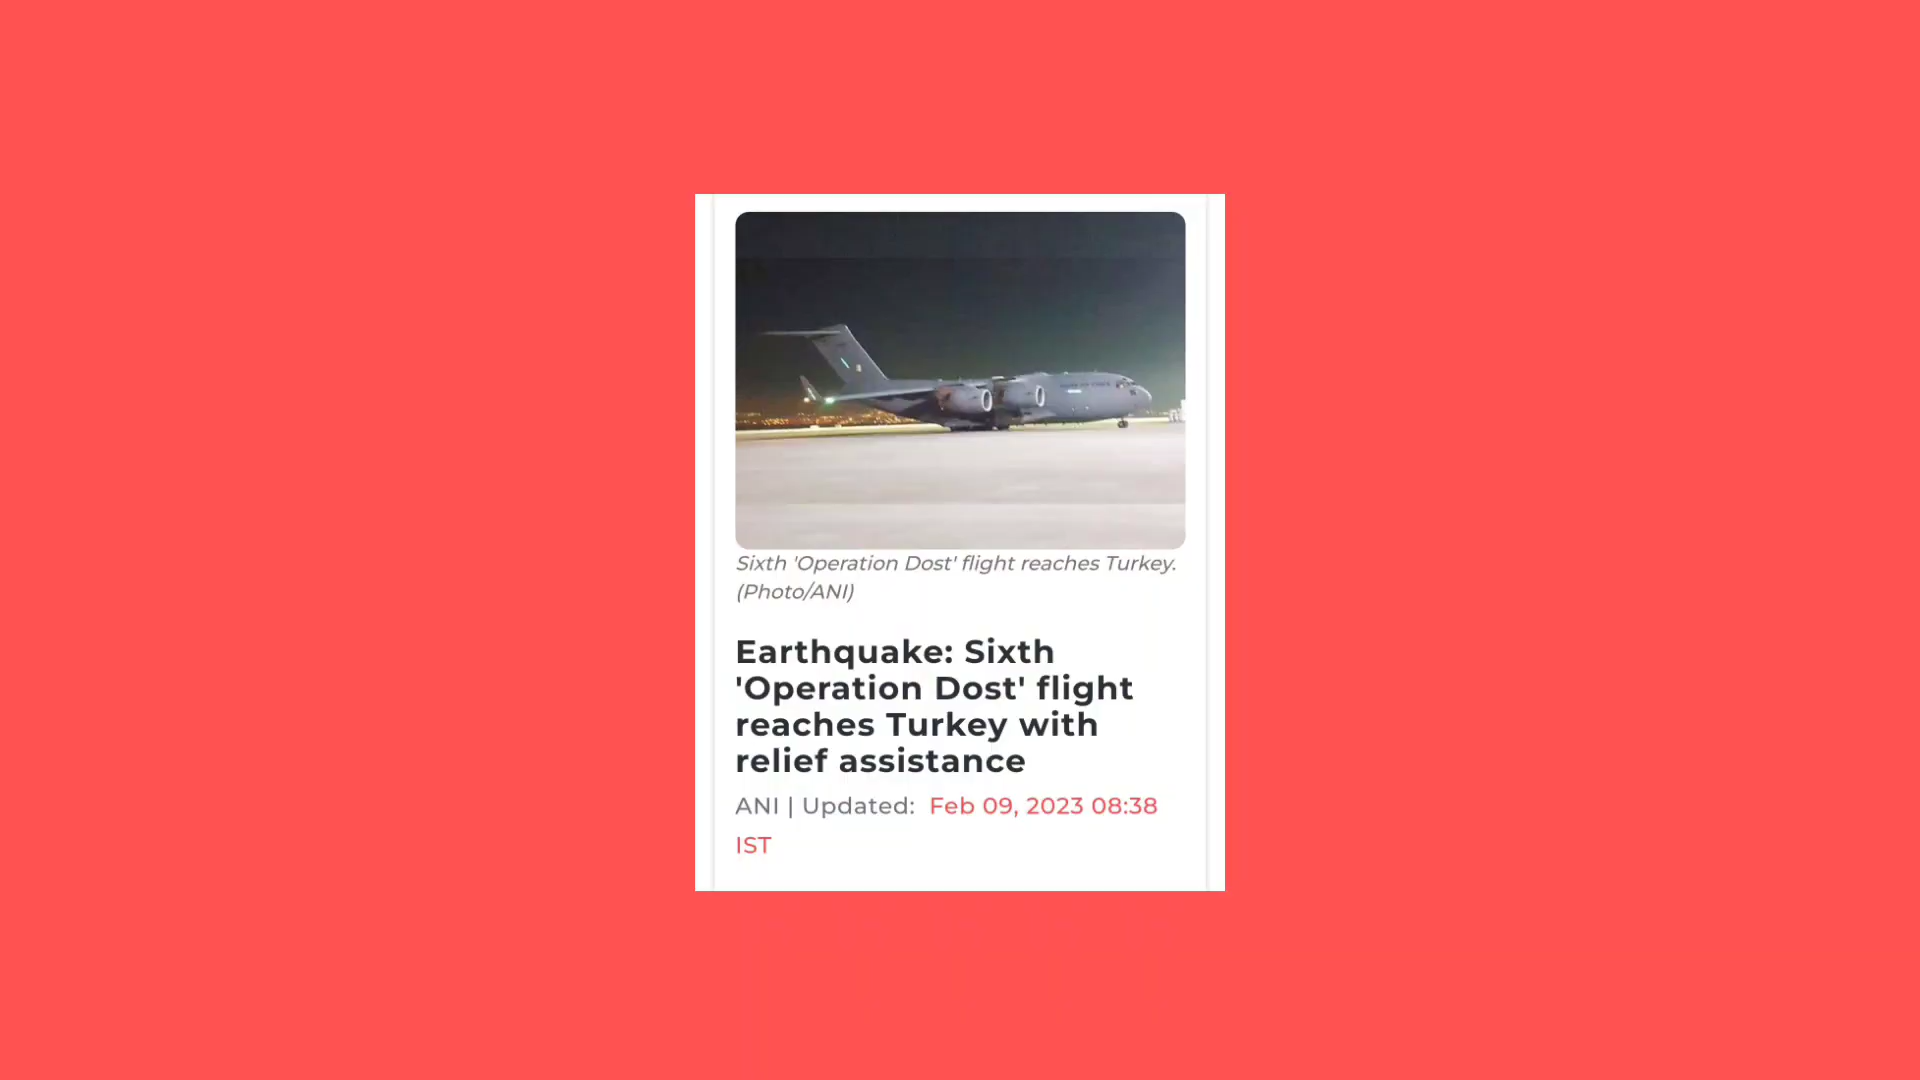 Sixth 'Operation Dost' flight reaches Turkey.
(Photo/ANI)
Earthquake: Sixth
'Operation Dost' flight
reaches Turkey with
relief assistance
ANI | Updated: Feb 09, 2023 08:38
IST